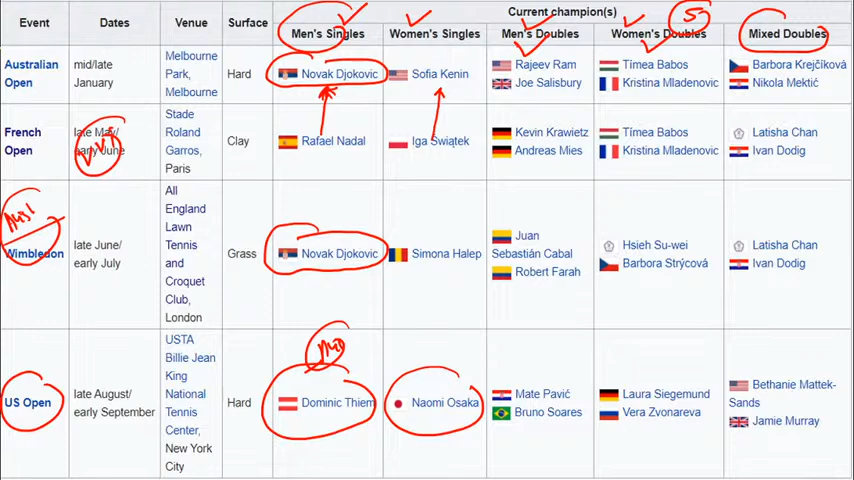 Current champion(s)
Event Dates Venue Surface Men's Singles Women's Singles Men's Doubles Women's Doubles Mixed Doubles
Australian Open
mid/late January
Melbourne Park, Melbourne
Hard
Novak Djokovic
Sofia Kenin
Rajeev Ram
Joe Salisbury
Tímea Babos
Kristina Mladenovic
Barbora Krejčíková
Nikola Mektić
French Open
late May/
early June
Stade Roland Garros, Paris
Clay
Rafael Nadal
Iga Świątek
Kevin Krawietz
Andreas Mies
Tímea Babos
Kristina Mladenovic
Latisha Chan
Ivan Dodig
Wimbledon
late June/
early July
All England Lawn Tennis and Croquet Club, London
Grass
Novak Djokovic
Simona Halep
Juan Sebastián Cabal
Robert Farah
Hsieh Su-wei
Barbora Strýcová
Latisha Chan
Ivan Dodig
US Open
late August/
early September
USTA Billie Jean King National Tennis Center, New York City
Hard
Dominic Thiem
Naomi Osaka
Mate Pavić
Bruno Soares
Laura Siegemund
Vera Zvonareva
Bethanie Mattek-Sands
Jamie Murray